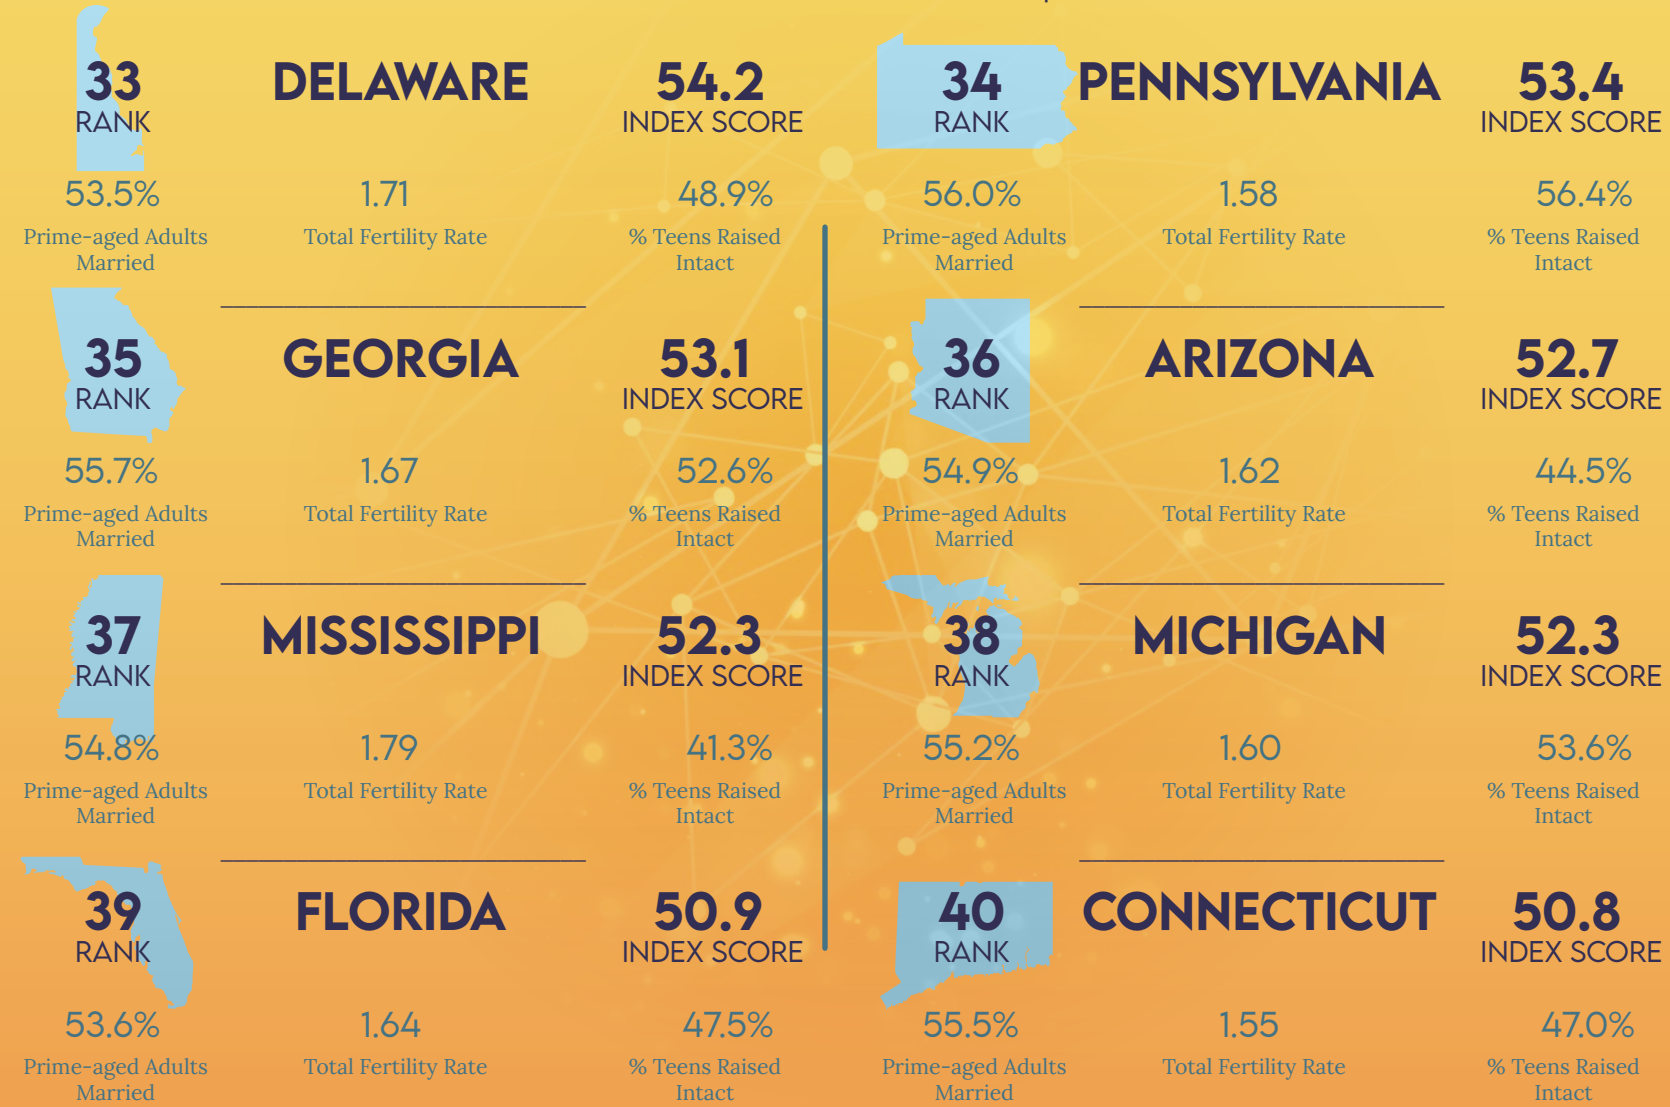 33
RANK
DELAWARE
54.2
INDEX SCORE
53.5%
Prime-aged Adults
Married
1.71
Total Fertility Rate
48.9%
% Teens Raised
Intact
34
RANK
PENNSYLVANIA
53.4
INDEX SCORE
56.0%
Prime-aged Adults
Married
1.58
Total Fertility Rate
56.4%
% Teens Raised
Intact
35
RANK
GEORGIA
53.1
INDEX SCORE
55.7%
Prime-aged Adults
Married
1.67
Total Fertility Rate
52.6%
% Teens Raised
Intact
36
RANK
ARIZONA
52.7
INDEX SCORE
54.9%
Prime-aged Adults
Married
1.62
Total Fertility Rate
44.5%
% Teens Raised
Intact
37
RANK
MISSISSIPPI
52.3
INDEX SCORE
54.8%
Prime-aged Adults
Married
1.79
Total Fertility Rate
41.3%
% Teens Raised
Intact
38
RANK
MICHIGAN
52.3
INDEX SCORE
55.2%
Prime-aged Adults
Married
1.60
Total Fertility Rate
53.6%
% Teens Raised
Intact
39
RANK
FLORIDA
50.9
INDEX SCORE
53.6%
Prime-aged Adults
Married
1.64
Total Fertility Rate
47.5%
% Teens Raised
Intact
40
RANK
CONNECTICUT
50.8
INDEX SCORE
55.5%
Prime-aged Adults
Married
1.55
Total Fertility Rate
47.0%
% Teens Raised
Intact